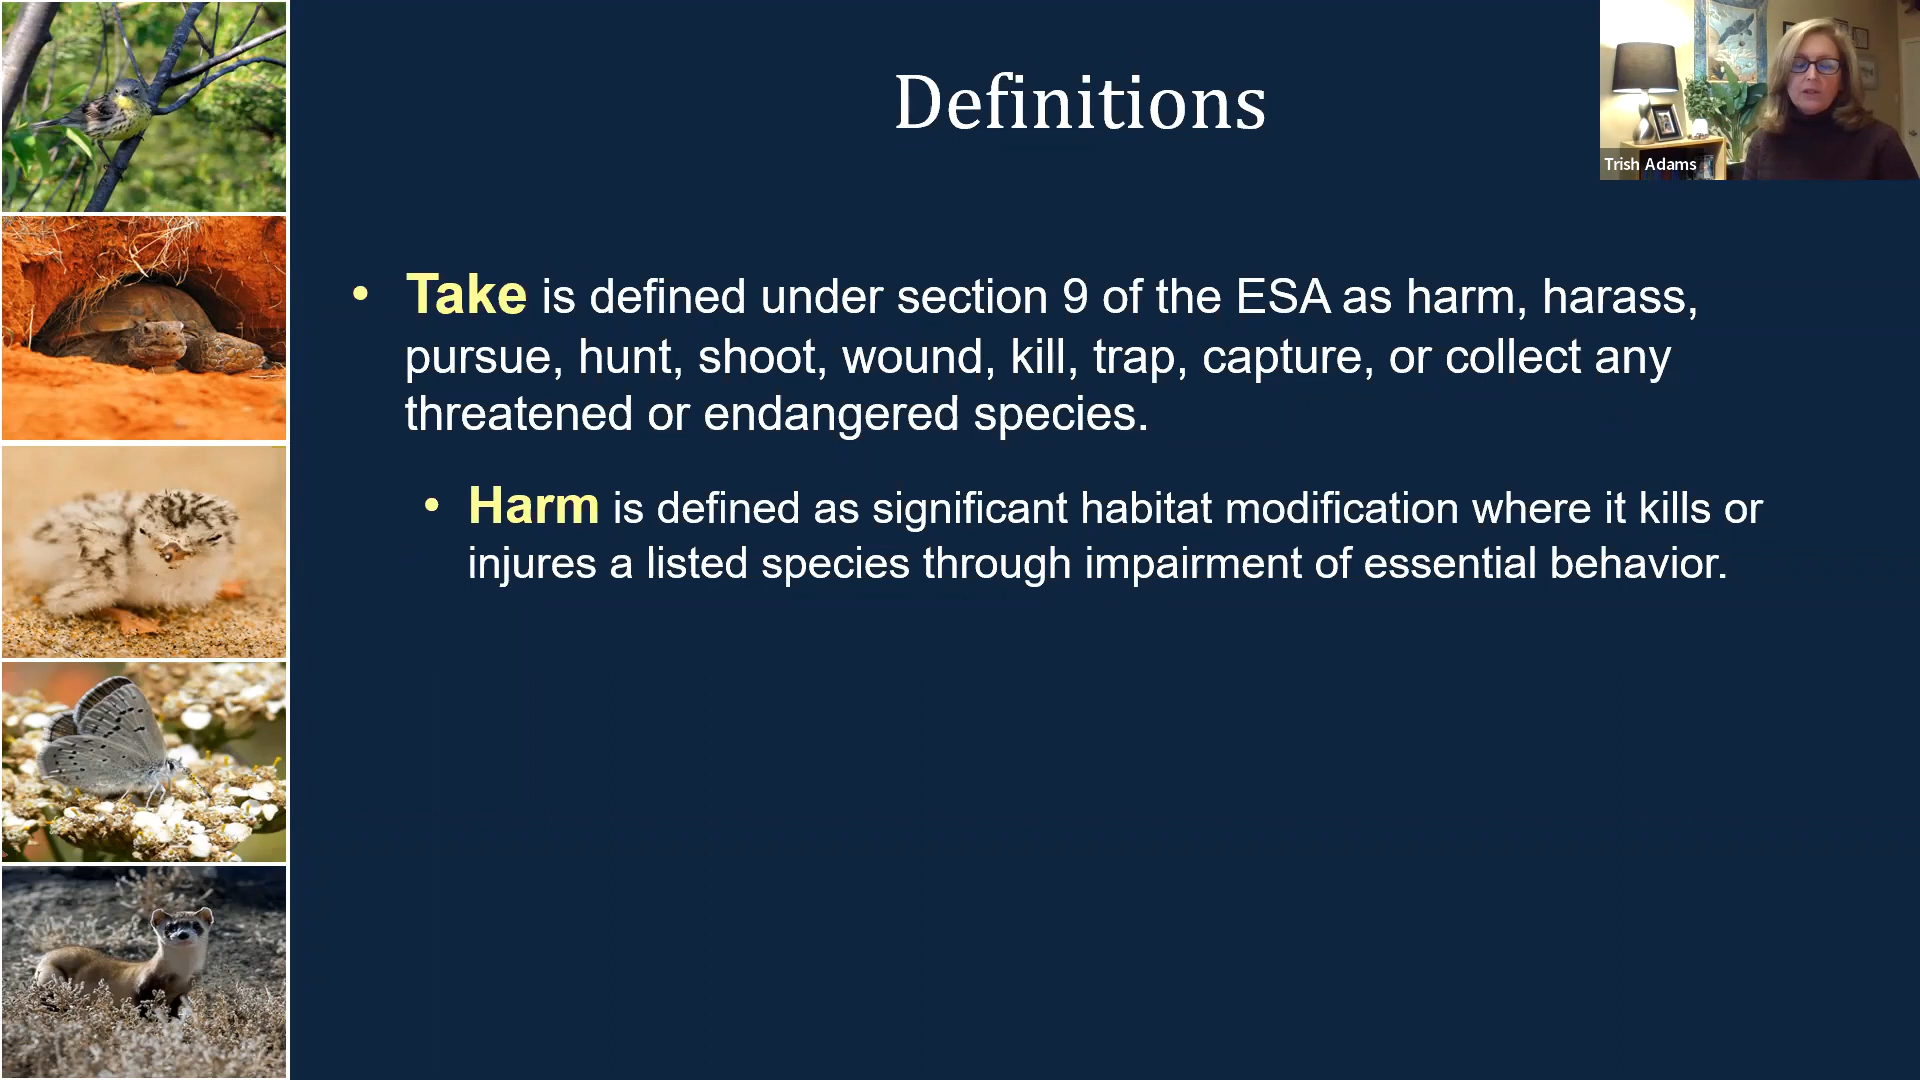 Definitions
Trish Adams
• Take is defined under section 9 of the ESA as harm, harass,
pursue, hunt, shoot, wound, kill, trap, capture, or collect any
threatened or endangered species.
• Harm is defined as significant habitat modification where it kills or
injures a listed species through impairment of essential behavior.